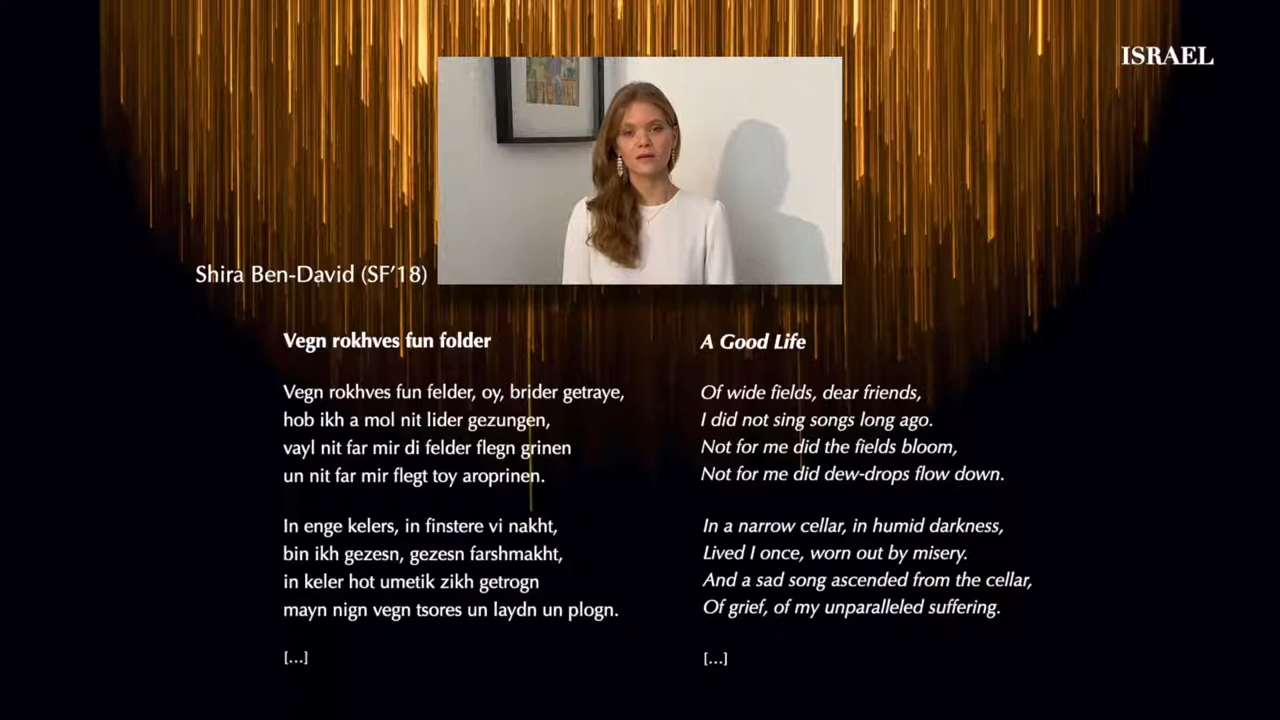 ISRAEL
Shira Ben-David (SF'18)
Vegn rokhves fun folder
Vegn rokhves fun felder, oy, brider getraye,
hob ikh a mol nit lider gezungen,
vayl nit far mir di felder flegn grinen
un nit far mir flegt toy aroprinen.
In enge kelers, in finstere vi nakht,
bin ikh gezesn, gezesn farshmakht,
in keler hot umetik zikh getrogn
mayn nign vegn tsores un laydn un plogn.
[...]
A Good Life
Of wide fields, dear friends,
I did not sing songs long ago.
Not for me did the fields bloom,
Not for me did dew-drops flow down.
In a narrow cellar, in humid darkness,
Lived I once, worn out by misery.
And a sad song ascended from the cellar,
Of grief, of my unparalleled suffering.
[...]